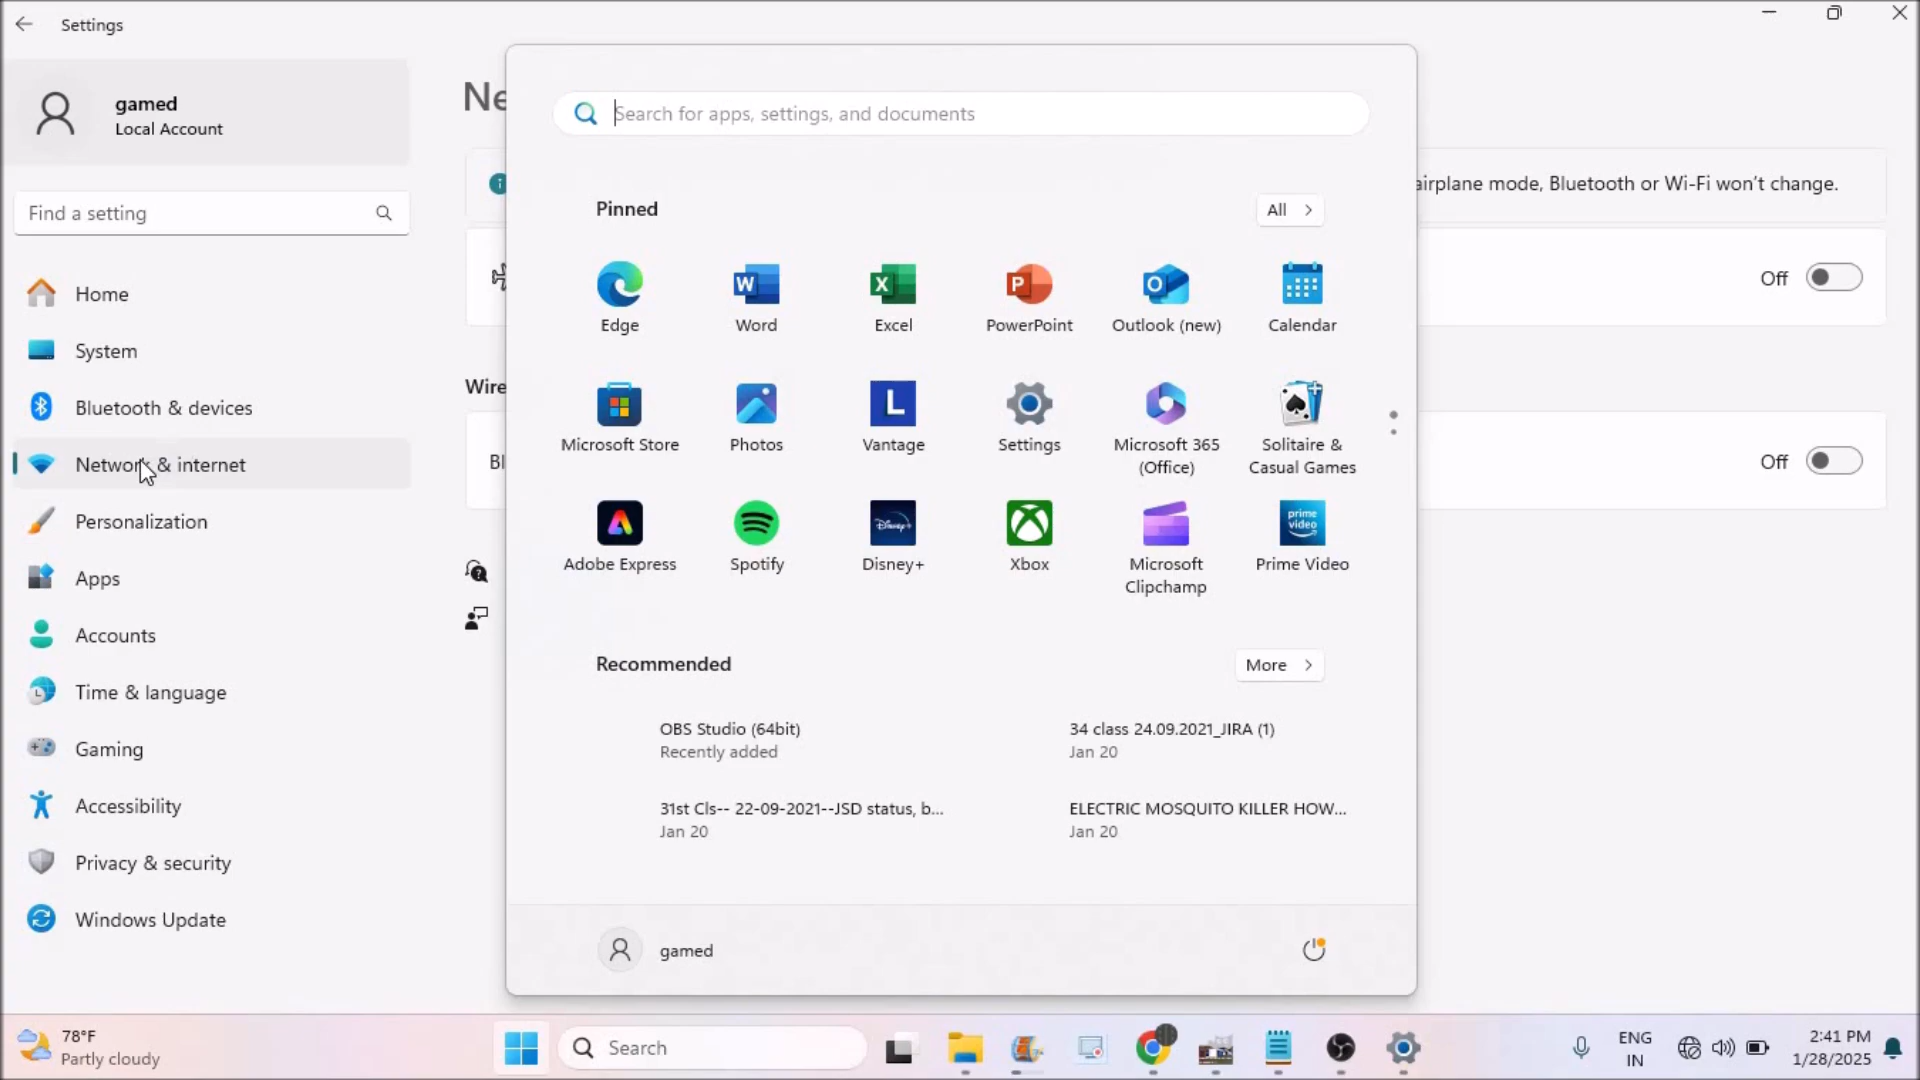 Settings
gamed
Local Account
Find a setting
Home
System
Bluetooth & devices
Network & internet
Personalization
Apps
Accounts
Time & language
Gaming
Accessibility
Privacy & security
Windows Update
Ne
airplane mode, Bluetooth or Wi-Fi won't change.
Off
Wire
Bl
Off
Search for apps, settings, and documents
Pinned
All
Edge
Word
Excel
PowerPoint
Outlook (new)
Calendar
Microsoft Store
Photos
Vantage
Settings
Microsoft 365
(Office)
Solitaire &
Casual Games
Adobe Express
Spotify
Disney+
Xbox
Microsoft
Clipchamp
prime
video
Prime Video
Recommended
More
OBS Studio (64bit)
Recently added
34 class 24.09.2021_JIRA (1)
Jan 20
31st Cls-- 22-09-2021--JSD status, b...
Jan 20
ELECTRIC MOSQUITO KILLER HOW...
Jan 20
gamed
78°F
Partly cloudy
Search
ENG
IN
2:41 PM
1/28/2025